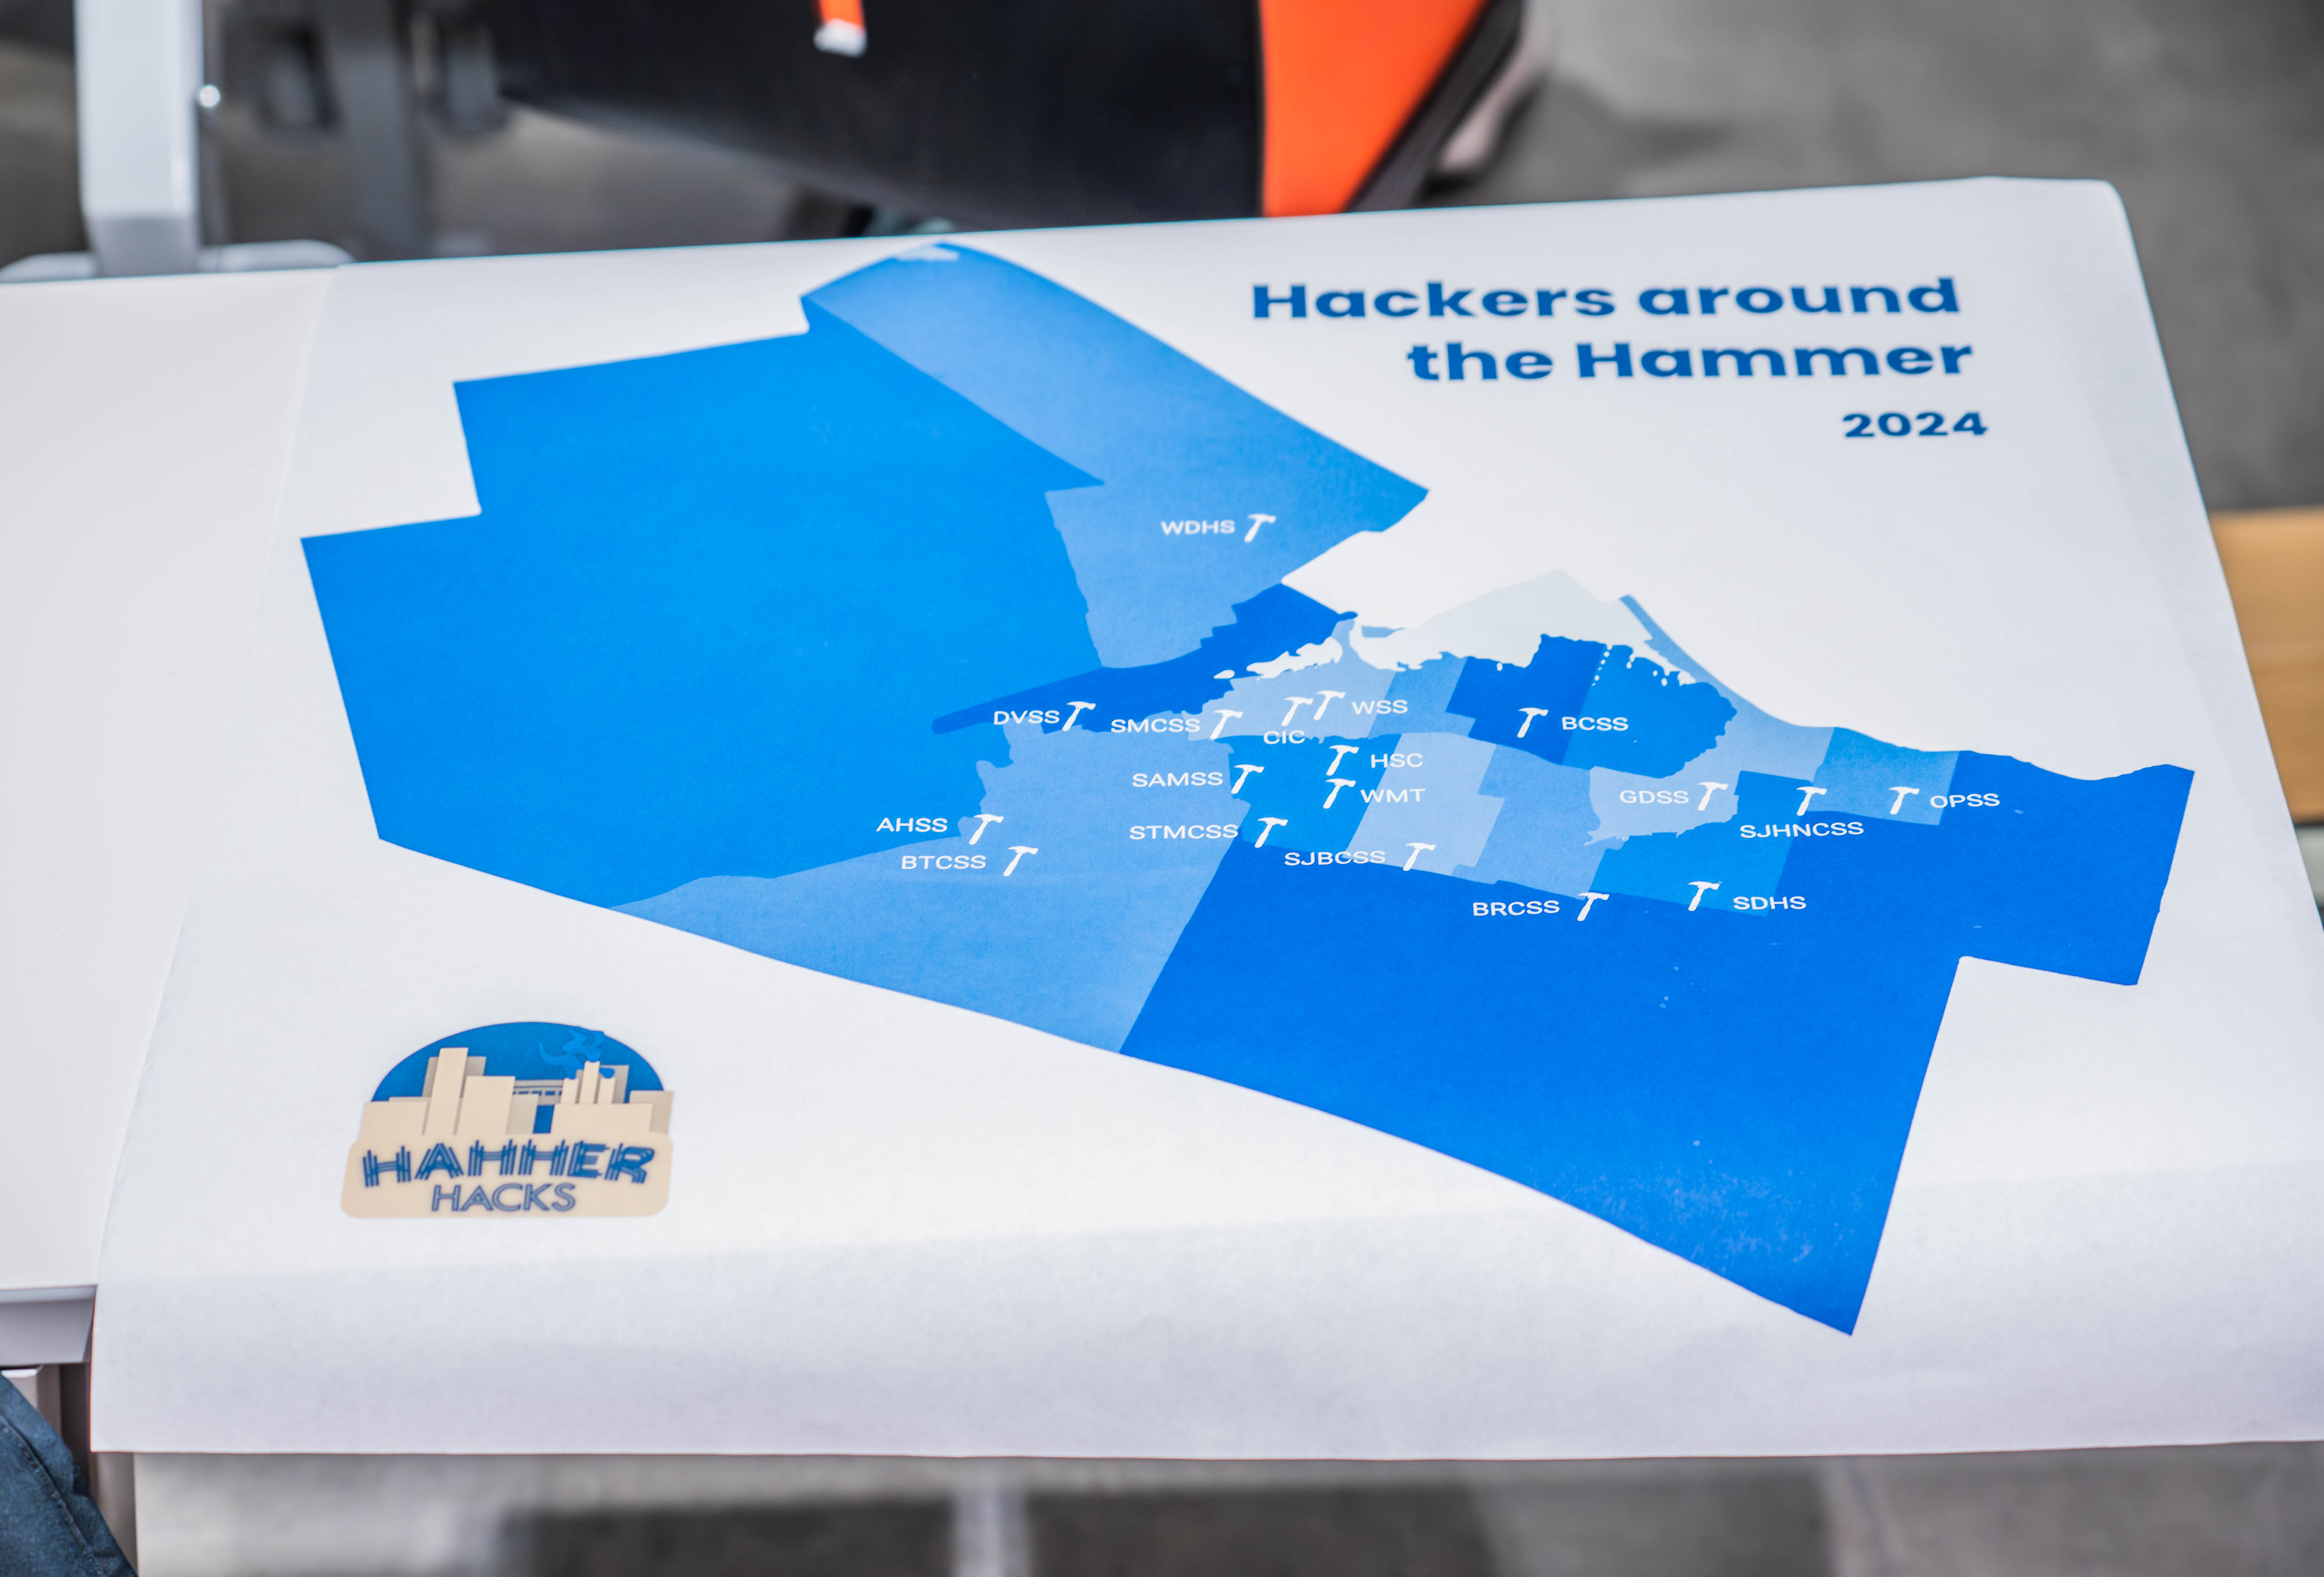 Hackers around
the Hammer
2024
WDHS
DVSS
SMCSS
CIC
WSS
BCSS
HSC
SAMSS
WMT
GDSS
OPSS
AHSS
STMCSS
SJHNCSS
BTCSS
SJBCSS
BRCSS
SDHS
HAMMER
HACKS